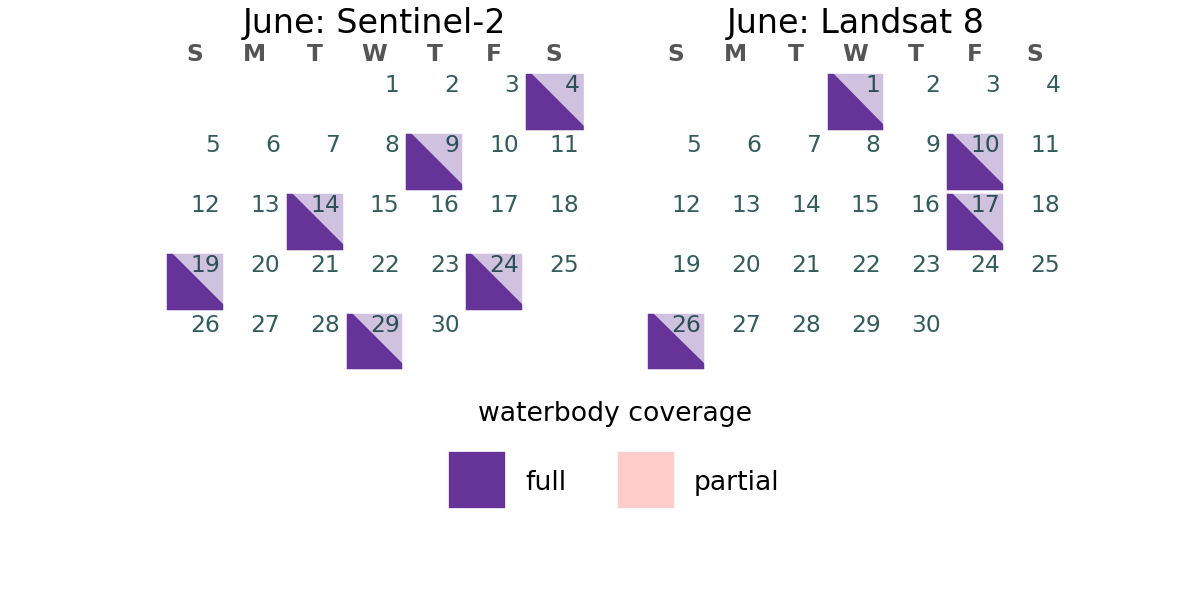 June: Sentinel-2
S M T W T F S
1 2 3 4
5 6 7 8 9 10 11
12 13 14 15 16 17 18
19 20 21 22 23 24 25
26 27 28 29 30
June: Landsat 8
S M T W T F S
1 2 3 4
5 6 7 8 9 10 11
12 13 14 15 16 17 18
19 20 21 22 23 24 25
26 27 28 29 30
waterbody coverage
full partial